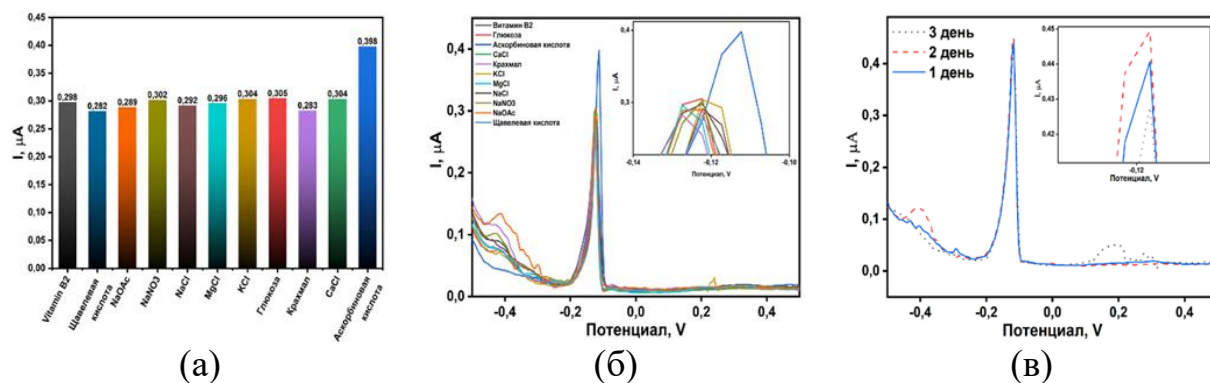 0,45
0,40
0,35
0,30
0,25
0,20
0,15
0,10
0,05
0,00
I, µA
0,298
0,282
0,289
0,302
0,292
0,296
0,304
0,305
0,283
0,304
0,398
Vitamin B2
Щавелевая
кислота
NaOAc
NaNO3
NaCl
MgCl
KCl
Глюкоза
Крахмал
CaCl
Аскорбиновая
кислота
(а)
0,4
0,3
0,2
0,1
0,0
I, µA
Витамин B2
Глюкоза
Аскорбиновая кислота
CaCl
Крахмал
KCl
MgCl
NaCl
NaNO3
NaOAc
Щавелевая кислота
0,4
0,3
I, µA
-0,14
-0,12
-0,10
Потенциал, V
-0,4
-0,2
0,0
0,2
0,4
Потенциал, V
(б)
0,4
0,3
0,2
0,1
0,0
I, µA
3 день
2 день
1 день
0,45
0,44
0,42
I, µA
-0,12
Потенциал, V
-0,4
-0,2
0,0
0,2
0,4
Потенциал, V
(в)